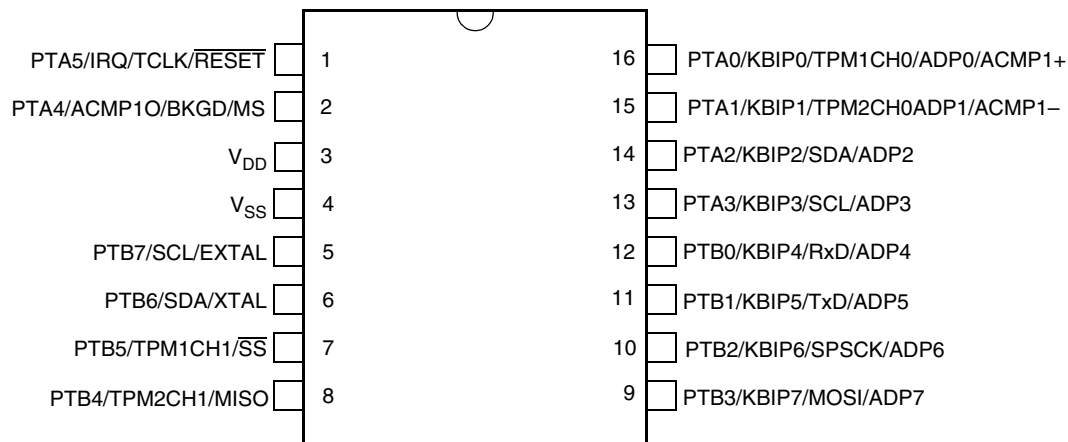 PTA5/IRQ/TCLK/RESET 1
PTA4/ACMP1O/BKGD/MS 2
VDD 3
VSS 4
PTB7/SCL/EXTAL 5
PTB6/SDA/XTAL 6
PTB5/TPM1CH1/SS 7
PTB4/TPM2CH1/MISO 8
16 PTA0/KBIP0/TPM1CH0/ADP0/ACMP1+
15 PTA1/KBIP1/TPM2CH0ADP1/ACMP1–
14 PTA2/KBIP2/SDA/ADP2
13 PTA3/KBIP3/SCL/ADP3
12 PTB0/KBIP4/RxD/ADP4
11 PTB1/KBIP5/TxD/ADP5
10 PTB2/KBIP6/SPSCK/ADP6
9 PTB3/KBIP7/MOSI/ADP7